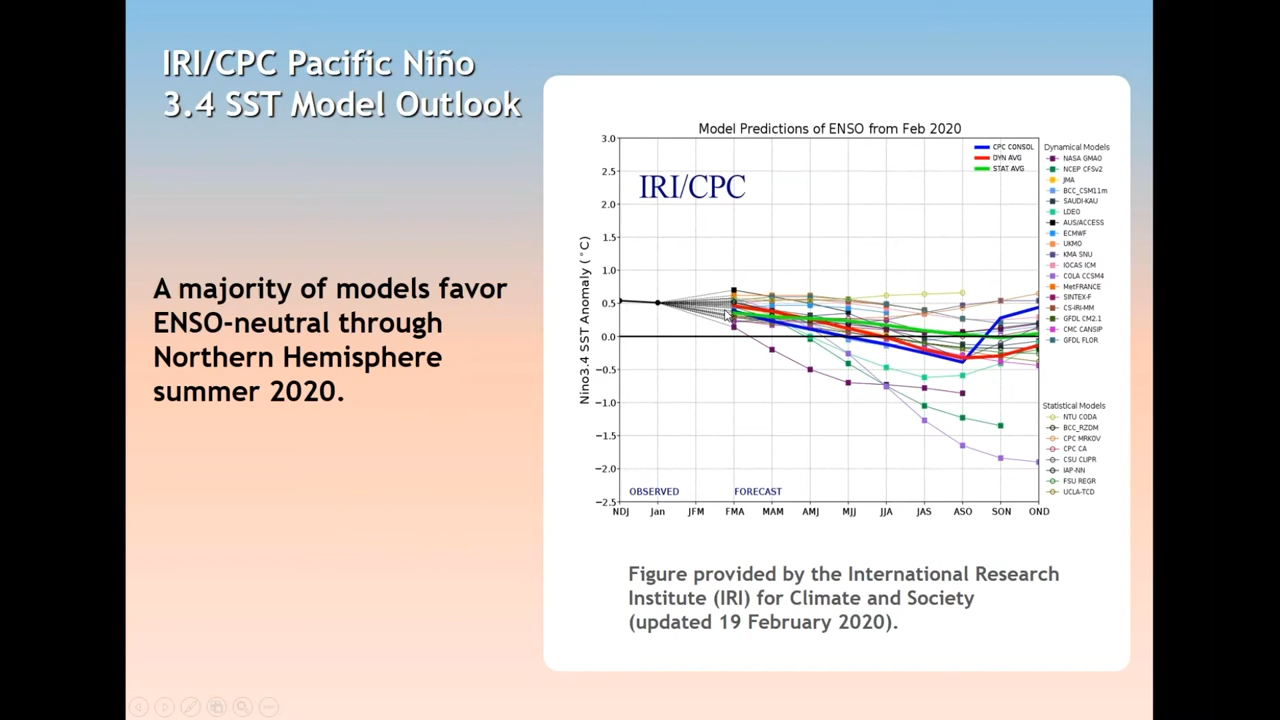 IRI/CPC Pacific Niño
3.4 SST Model Outlook
A majority of models favor
ENSO-neutral through
Northern Hemisphere
summer 2020.
Model Predictions of ENSO from Feb 2020
IRI/CPC
CPC CONSOL
DYN AVG
STAT AVG
Nino3.4 SST Anomaly (°C)
3.0
2.5
2.0
1.5
1.0
0.5
0.0
−0.5
−1.0
−1.5
−2.0
−2.5
OBSERVED
FORECAST
NDJ Jan JFM FMA MAM AMJ MJJ JJA JAS ASO SON OND
Dynamical Models
NASA GMAO
NCEP CFSv2
JMA
BCC_CSM11m
SAUDI-KAU
LDEO
AUS/ACCESS
ECMWF
UKMO
KMA SNU
IOCAS ICM
COLA CCSM4
MetFRANCE
SINTEX-F
CS-IRI-MM
GFDL CM2.1
CMC CANSIP
GFDL FLOR
Statistical Models
NTU CODA
BCC_RZDM
CPC MRKOV
CPC CA
CSU CLIPR
IAP-NN
FSU REGR
UCLA-TCD
Figure provided by the International Research
Institute (IRI) for Climate and Society
(updated 19 February 2020).